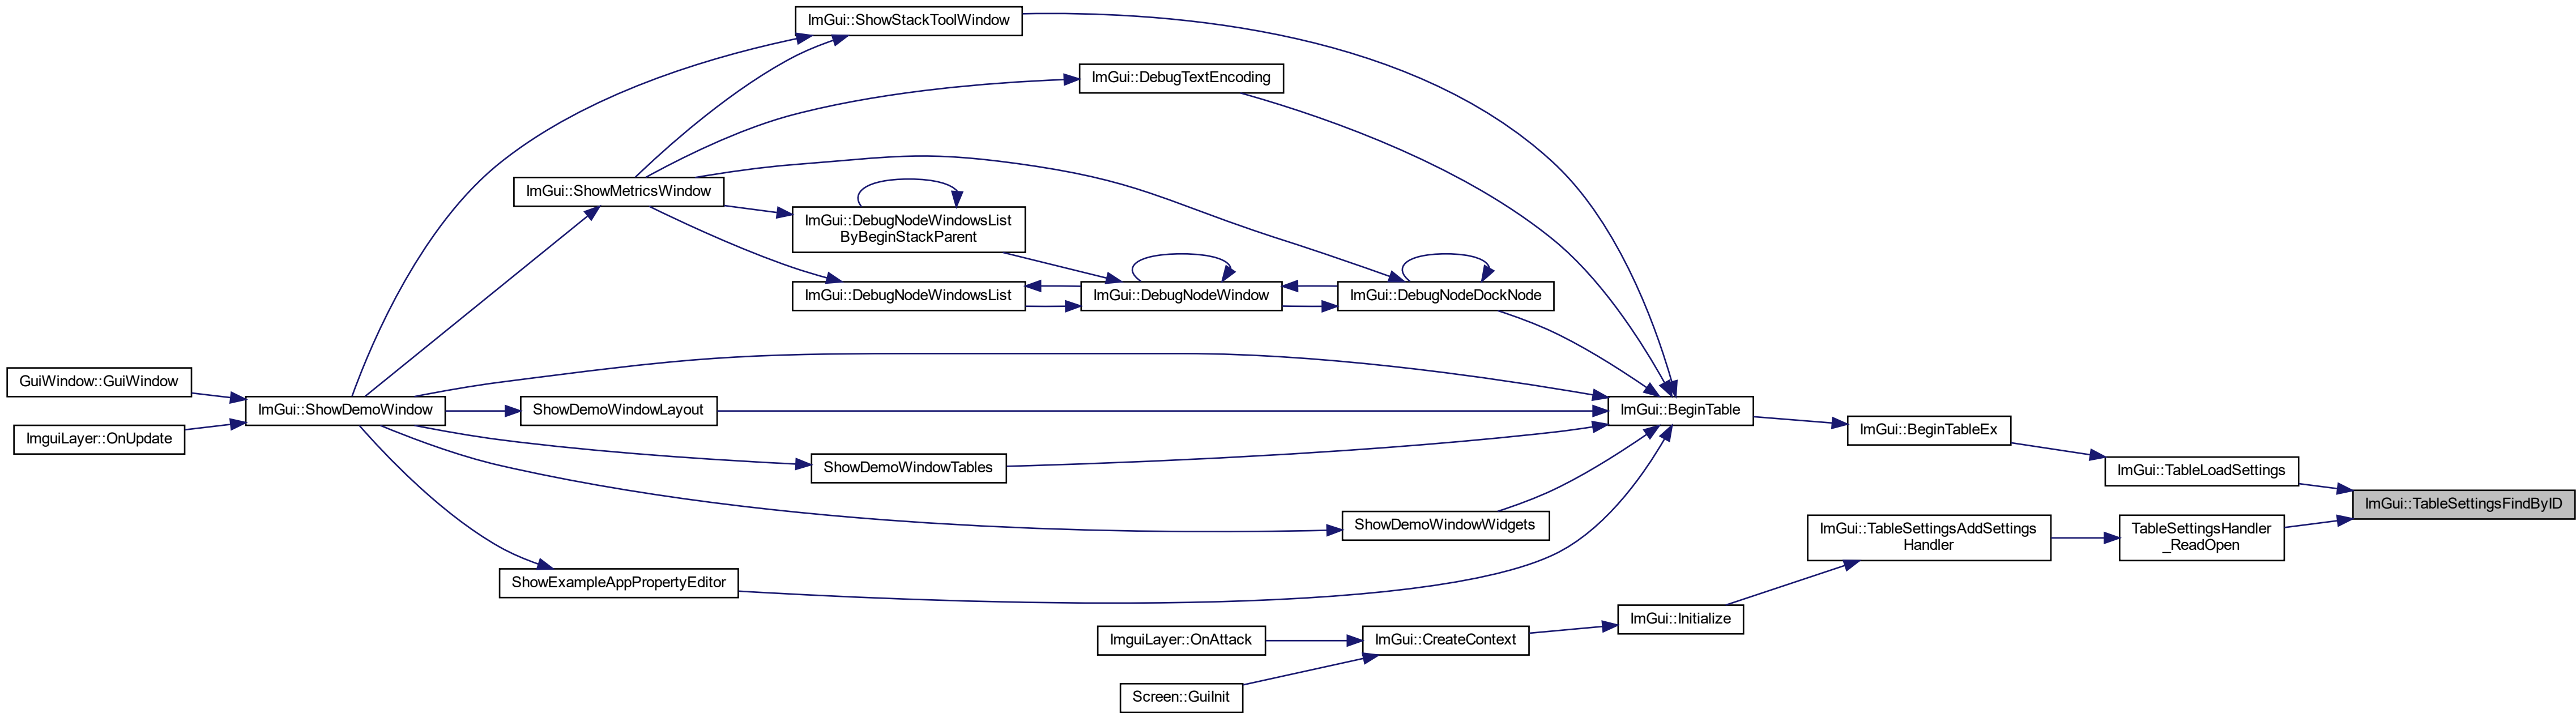 ImGui::ShowStackToolWindow
ImGui::DebugTextEncoding
ImGui::ShowMetricsWindow
ImGui::DebugNodeWindowsList
ByBeginStackParent
ImGui::DebugNodeWindowsList
ImGui::DebugNodeWindow
ImGui::DebugNodeDockNode
GuiWindow::GuiWindow
ImguiLayer::OnUpdate
ImGui::ShowDemoWindow
ShowDemoWindowLayout
ImGui::BeginTable
ImGui::BeginTableEx
ShowDemoWindowTables
ImGui::TableLoadSettings
ImGui::TableSettingsFindByID
ShowDemoWindowWidgets
ImGui::TableSettingsAddSettings
Handler
TableSettingsHandler
_ReadOpen
ShowExampleAppPropertyEditor
ImGui::Initialize
ImguiLayer::OnAttack
ImGui::CreateContext
Screen::GuiInit